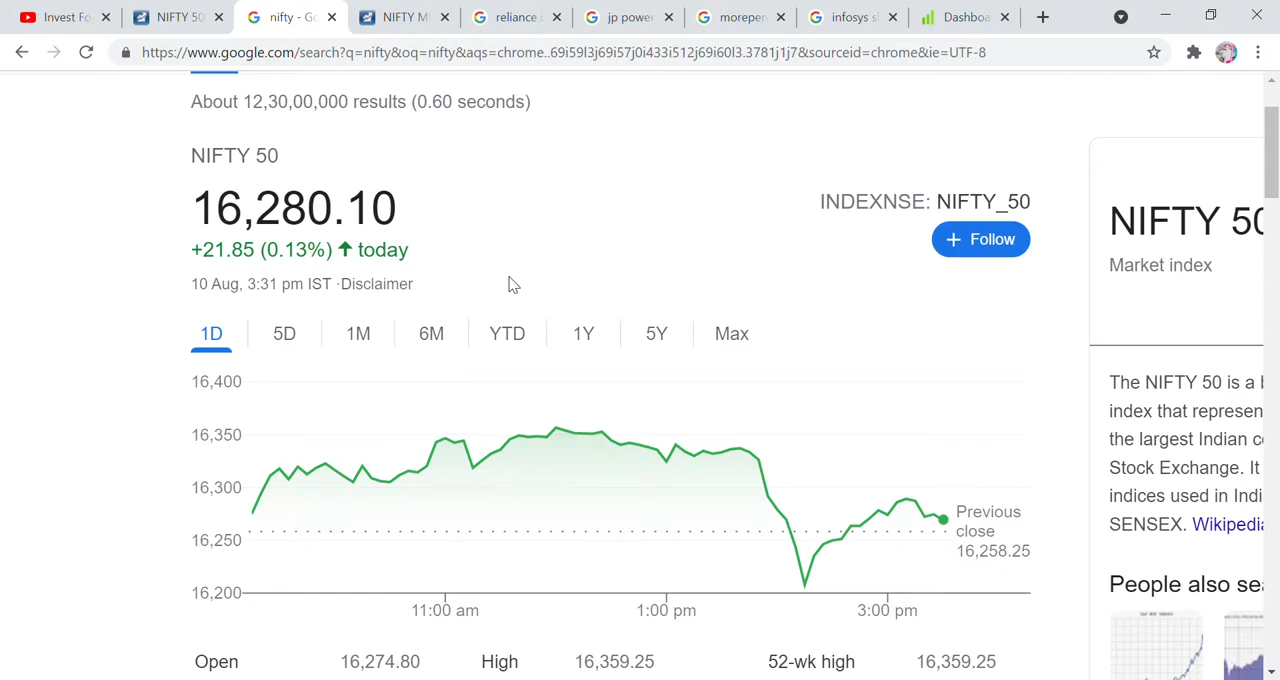 Invest Fo
NIFTY 50
nifty - Go
NIFTY M
reliance
jp power
morepen
infosys s
Dashboa
https://www.google.com/search?q=nifty&oq=nifty&aqs=chrome..69i59l3j69i57j0i433i512j69i60l3.3781j1j7&sourceid=chrome&ie=UTF-8
About 12,30,00,000 results (0.60 seconds)
NIFTY 50
16,280.10
INDEXNSE: NIFTY_50
+21.85 (0.13%) ↑ today
+ Follow
10 Aug, 3:31 pm IST ·Disclaimer
1D 5D 1M 6M YTD 1Y 5Y Max
16,400
16,350
16,300
16,250
16,200
Previous
close
16,258.25
11:00 am 1:00 pm 3:00 pm
Open 16,274.80 High 16,359.25 52-wk high 16,359.25
NIFTY 50
Market index
The NIFTY 50 is a
index that represen
the largest Indian c
Stock Exchange. It
indices used in Indi
SENSEX. Wikipedia
People also se